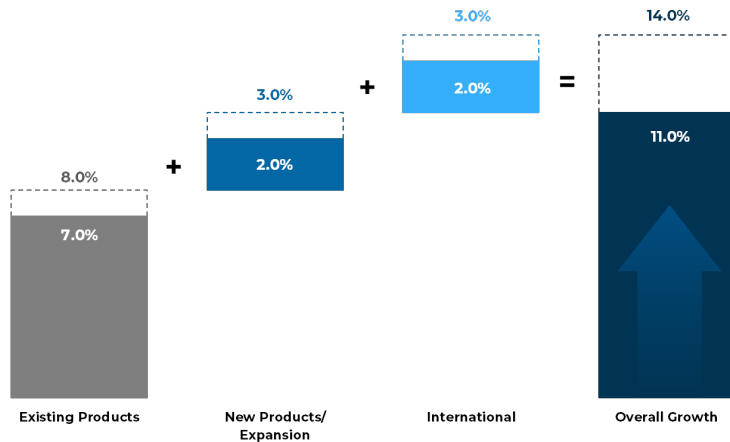 3.0%
14.0%
+
2.0%
=
3.0%
11.0%
+
2.0%
8.0%
7.0%
Existing Products
New Products/
Expansion
International
Overall Growth